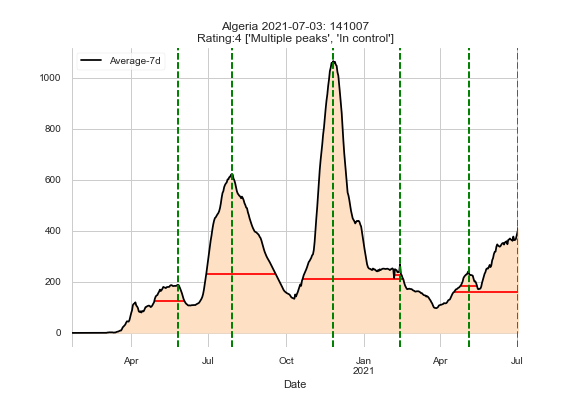 Algeria 2021-07-03: 141007
Rating:4 ['Multiple peaks', 'In control']
Average-7d
1000
800
600
400
200
0
Apr Jul Oct Jan Apr Jul
2021
Date